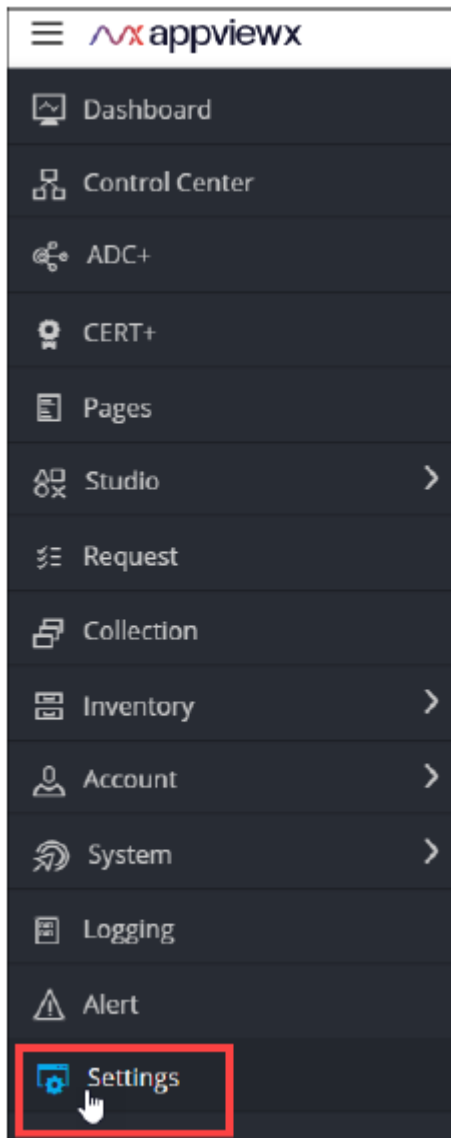 appviewx
Dashboard
Control Center
ADC+
CERT+
Pages
Studio
Request
Collection
Inventory
Account
System
Logging
Alert
Settings